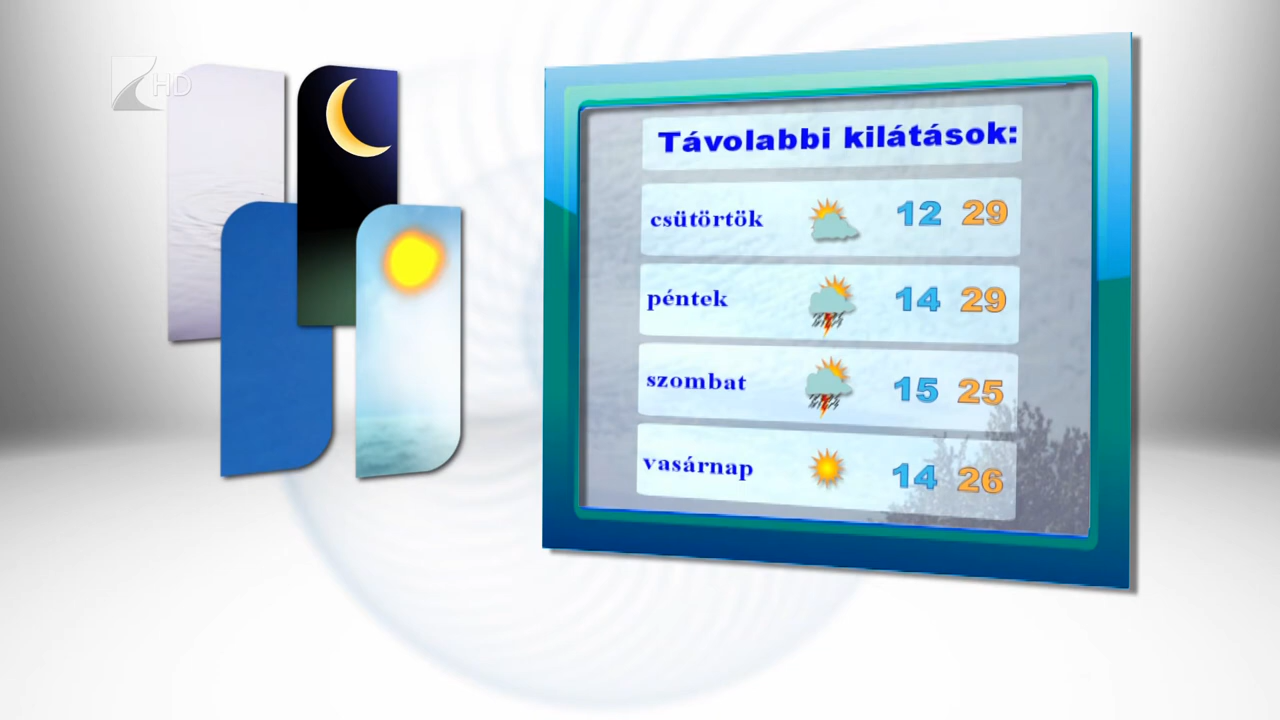 HD
Távolabbi kilátások:
csütörtök 12 29
péntek 14 29
szombat 15 25
vasárnap 14 26